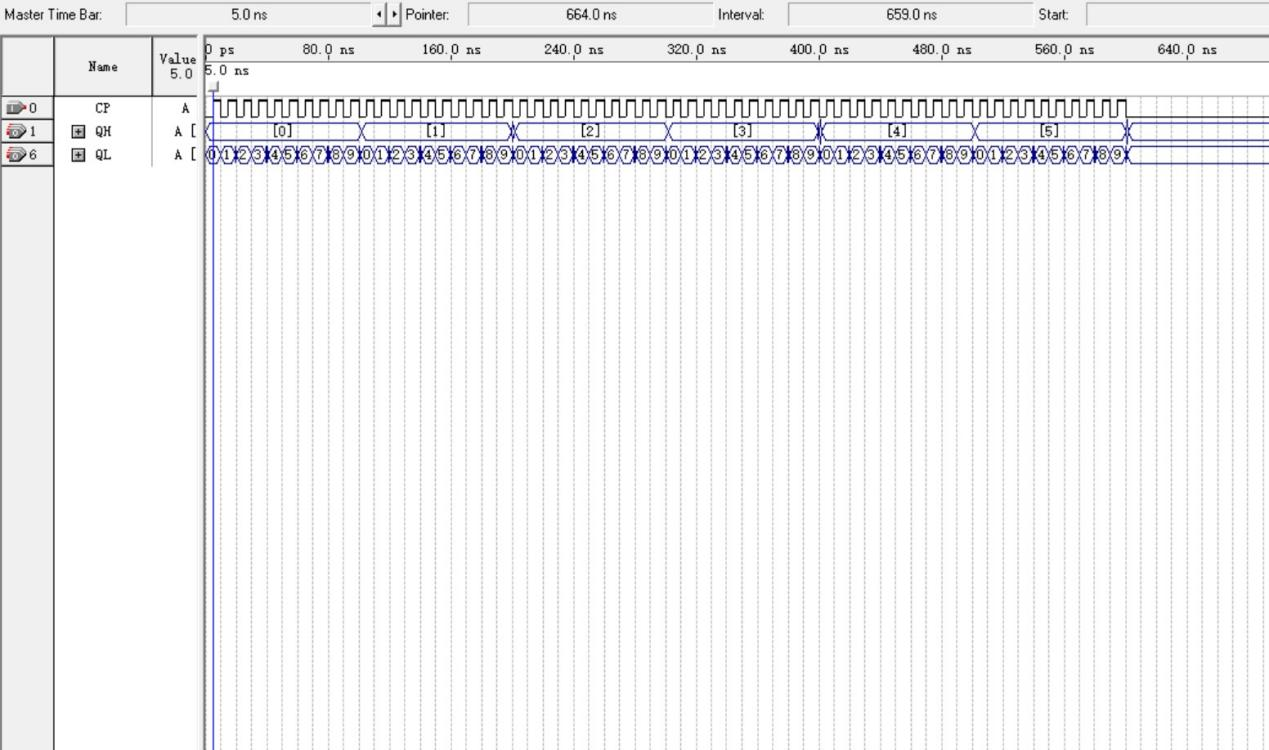 Master Time Bar: 5.0 ns Pointer: 664.0 ns Interval: 659.0 ns Start:
Name Value 5.0
0 ps 80.0 ns 160.0 ns 240.0 ns 320.0 ns 400.0 ns 480.0 ns 560.0 ns 640.0 ns
5.0 ns
0 CP A
1 QH A [ [0] [1] [2] [3] [4] [5]
6 QL A [ 0 1 2 3 4 5 6 7 8 9 0 1 2 3 4 5 6 7 8 9 0 1 2 3 4 5 6 7 8 9 0 1 2 3 4 5 6 7 8 9 0 1 2 3 4 5 6 7 8 9 0 1 2 3 4 5 6 7 8 9